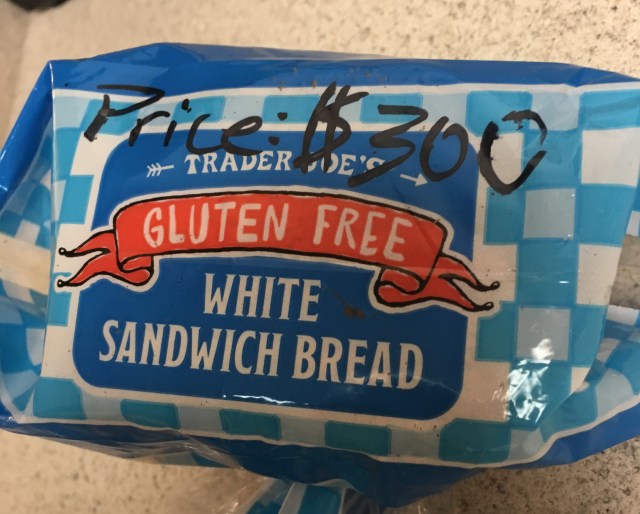 Price: $300
TRADER JOE'S
GLUTEN FREE
WHITE
SANDWICH BREAD